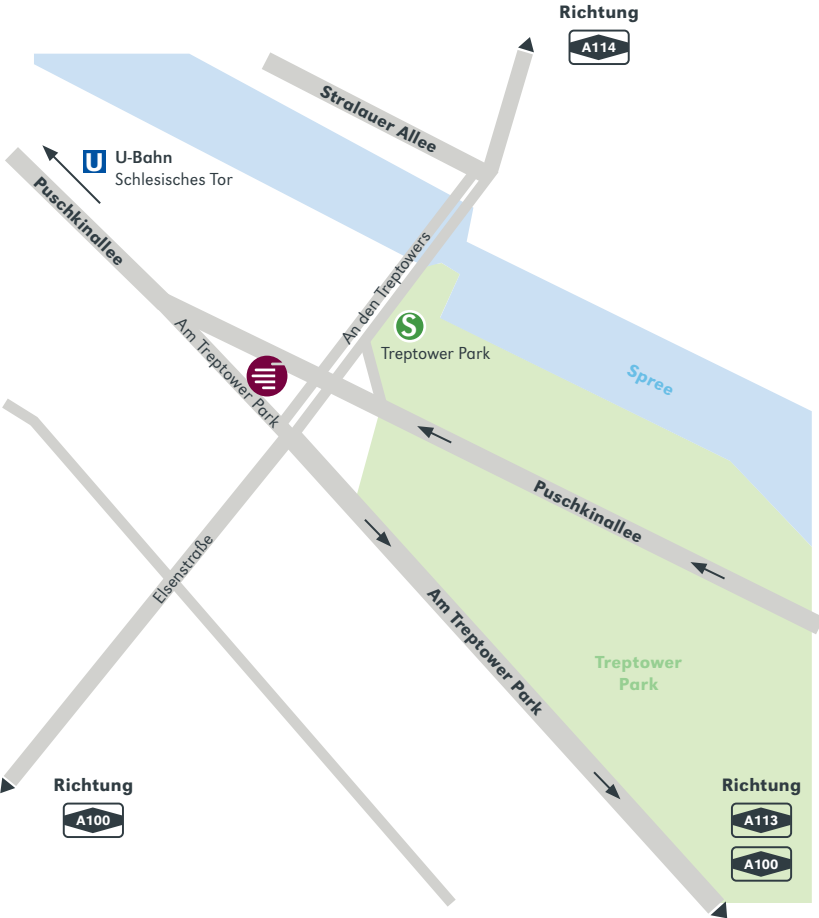 Richtung
A114
Stralauer Allee
U
U-Bahn
Schlesisches Tor
Puschkinallee
An den Treptowers
Am Treptower Park
S
Treptower Park
Spree
Puschkinallee
Elsenstraße
Am Treptower Park
Treptower
Park
Richtung
A100
Richtung
A113
A100